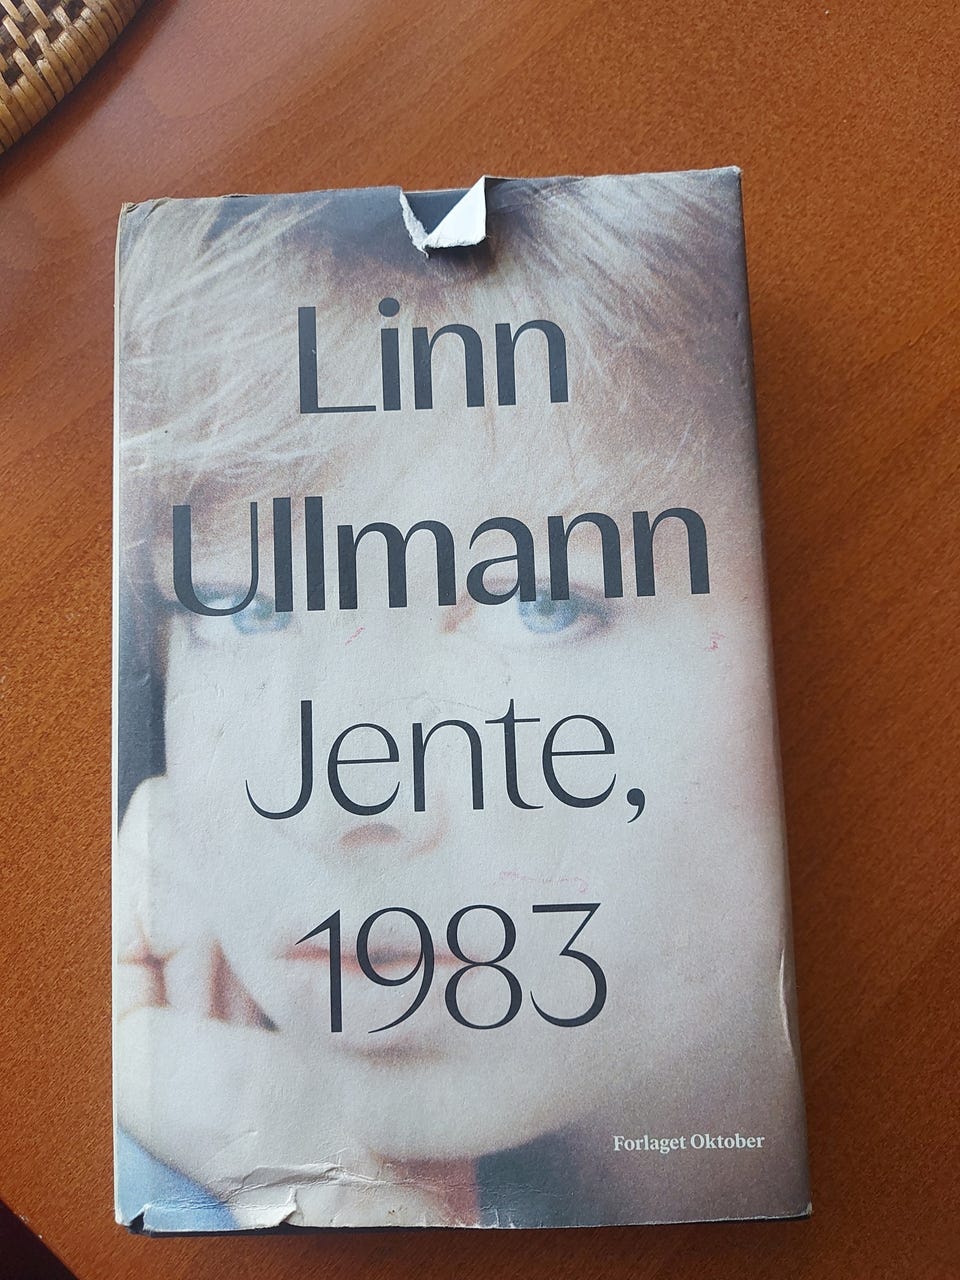 Linn
Ullmann
Jente,
1983
Forlaget Oktober